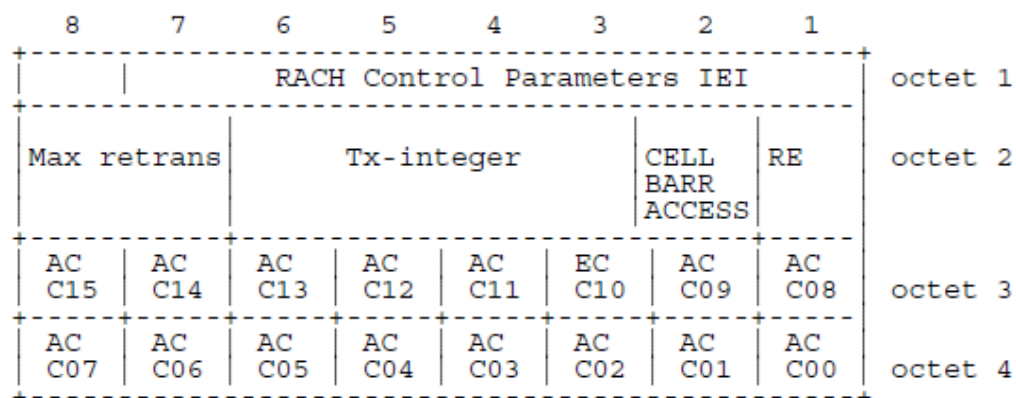 8 7 6 5 4 3 2 1
RACH Control Parameters IEI octet 1
Max retrans Tx-integer CELL RE octet 2
BARR
ACCESS
AC AC AC AC AC EC AC AC
C15 C14 C13 C12 C11 C10 C09 C08 octet 3
AC AC AC AC AC AC AC AC
C07 C06 C05 C04 C03 C02 C01 C00 octet 4